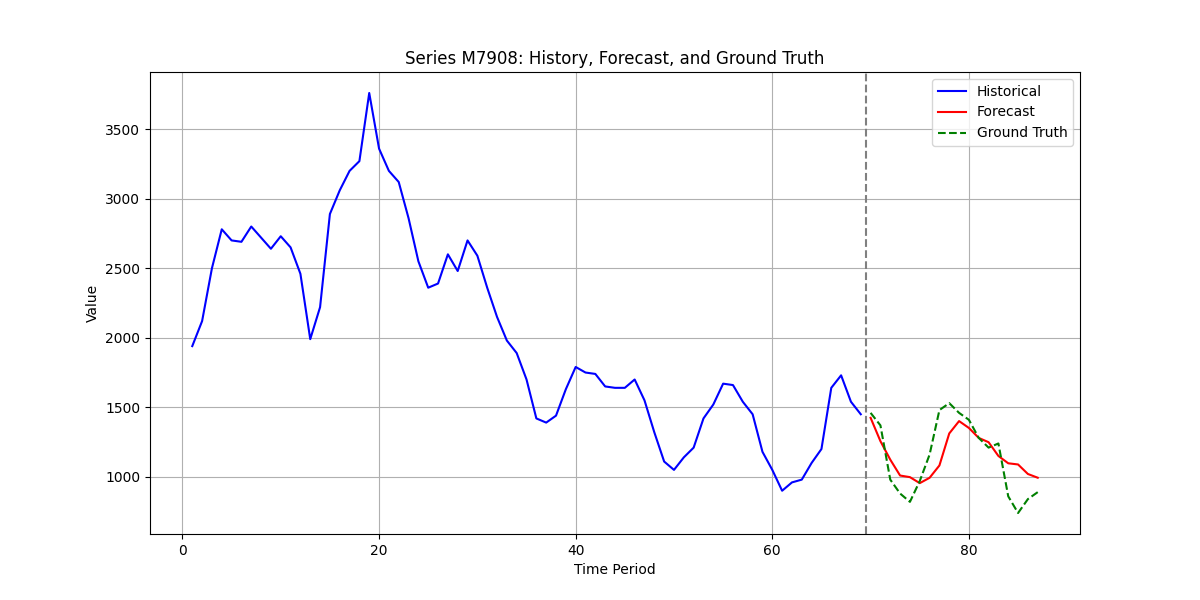 Series M7908: History, Forecast, and Ground Truth
Historical
Forecast
Ground Truth
3500
3000
2500
2000
1500
1000
Value
0 20 40 60 80
Time Period